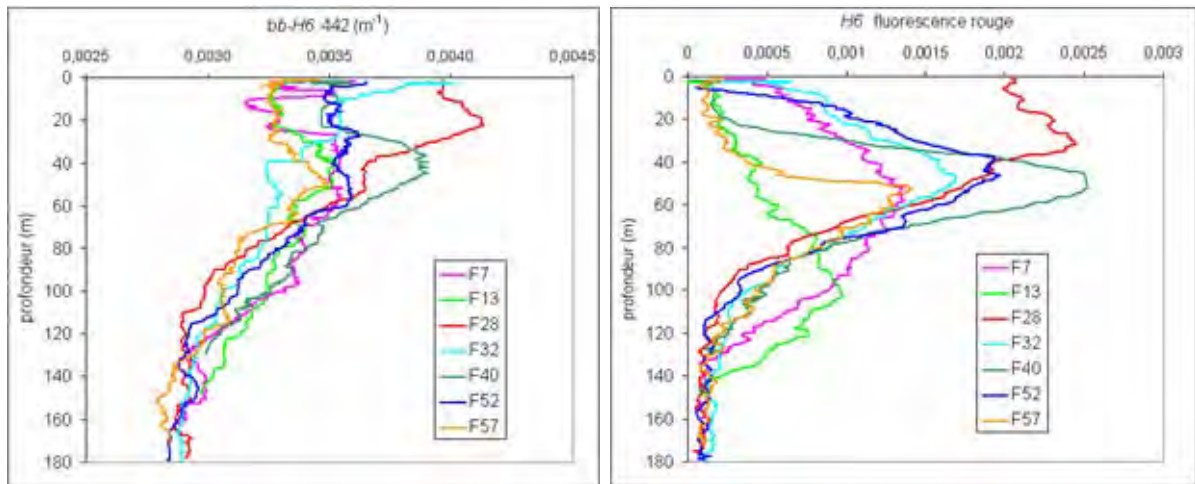 bb-H6 442 (m⁻¹)
0,0025 0,003 0,0035 0,004 0,0045
profondeur (m)
0
20
40
60
80
100
120
140
160
180
F7
F13
F28
F32
F40
F52
F57
H6 fluorescence rouge
0 0,0005 0,001 0,0015 0,002 0,0025 0,003
profondeur (m)
0
20
40
60
80
100
120
140
160
180
F7
F13
F28
F32
F40
F52
F57